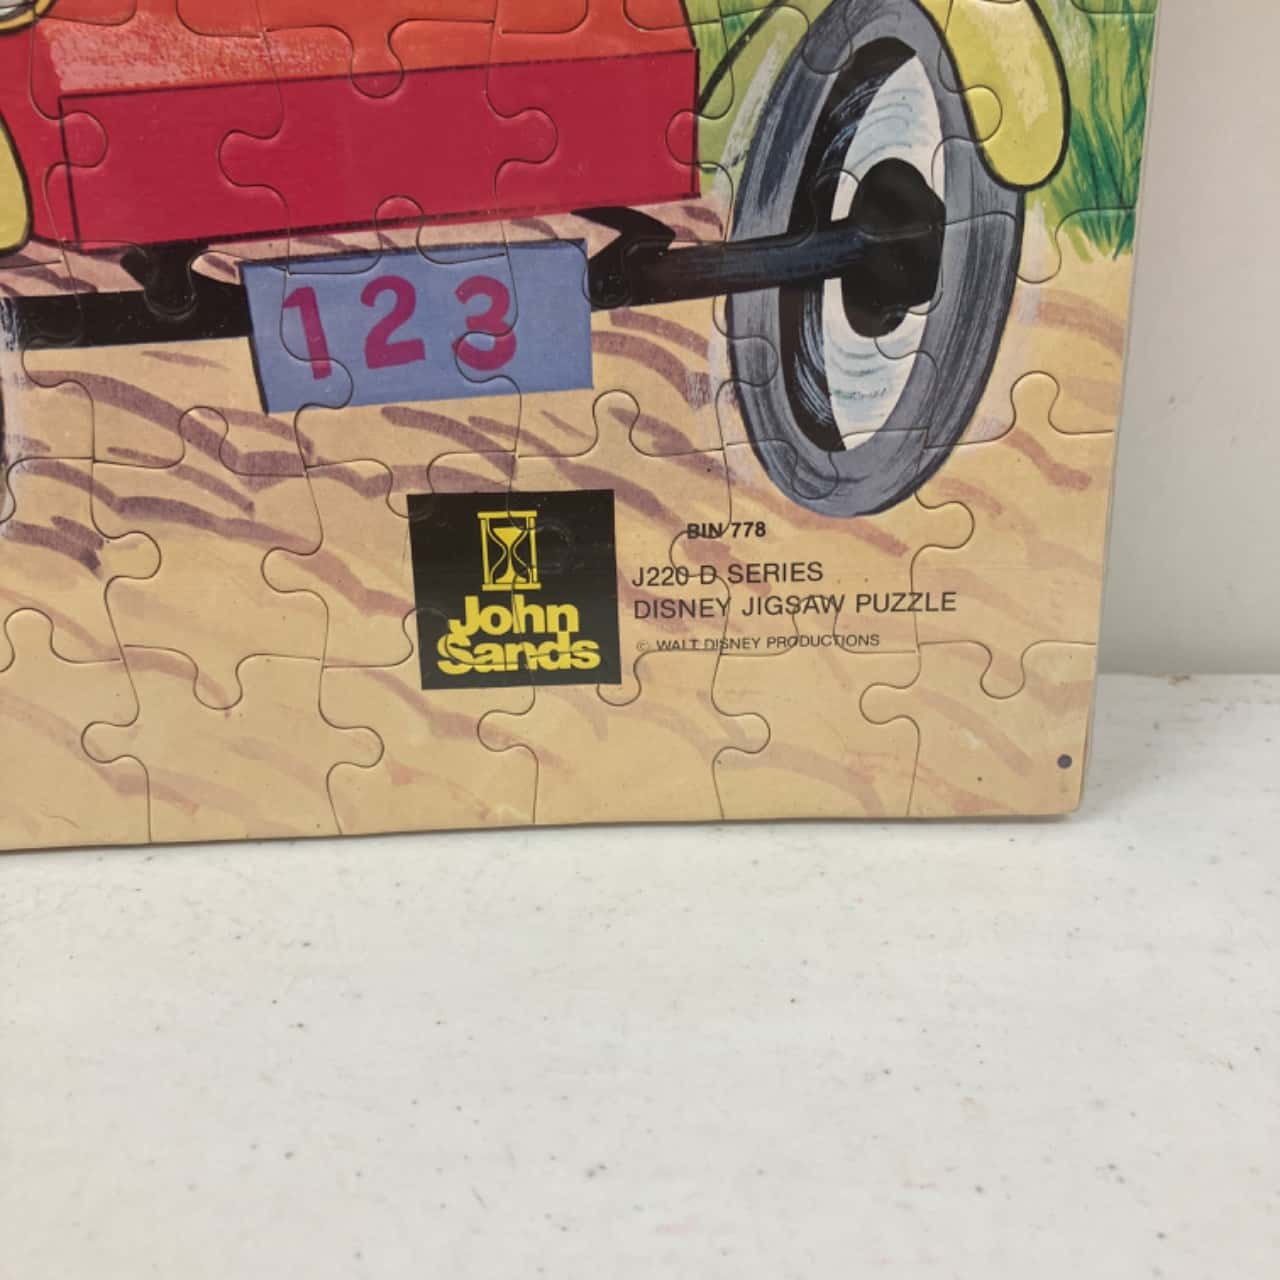 123
John
Sands
BIN 778
J220 D SERIES
DISNEY JIGSAW PUZZLE
© WALT DISNEY PRODUCTIONS